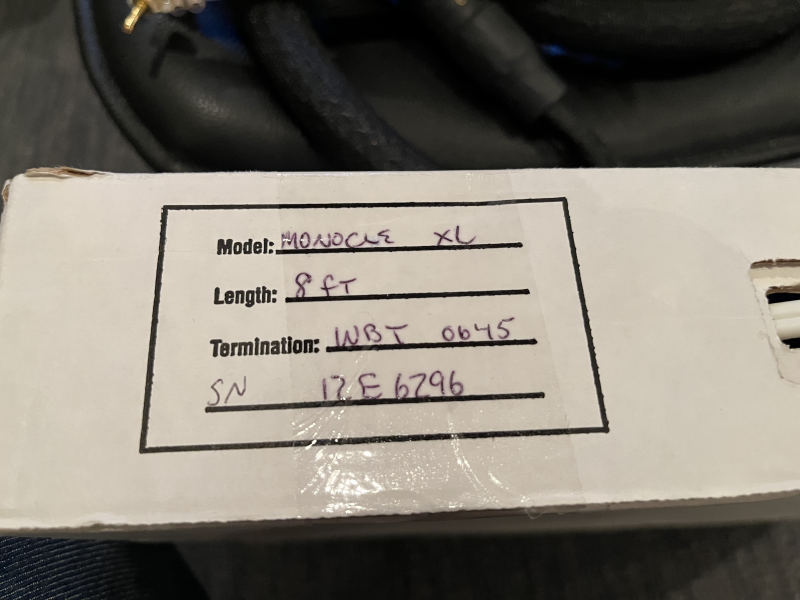 Model: MONOCLE XL
Length: 8 FT
Termination: WBT 0645
SN 12E6296